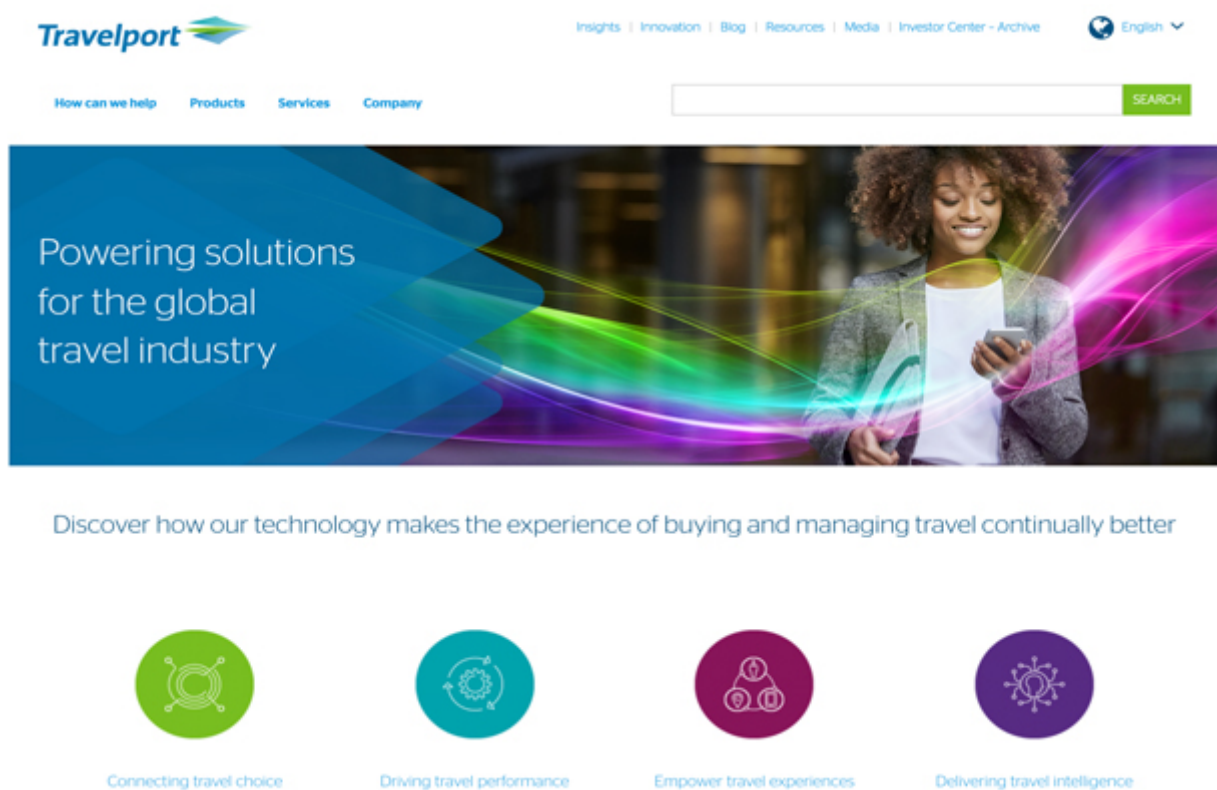 Travelport
Insights | Innovation | Blog | Resources | Media | Investor Center - Archive
English
How can we help Products Services Company
SEARCH
Powering solutions
for the global
travel industry
Discover how our technology makes the experience of buying and managing travel continually better
Connecting travel choice
Driving travel performance
Empower travel experiences
Delivering travel intelligence